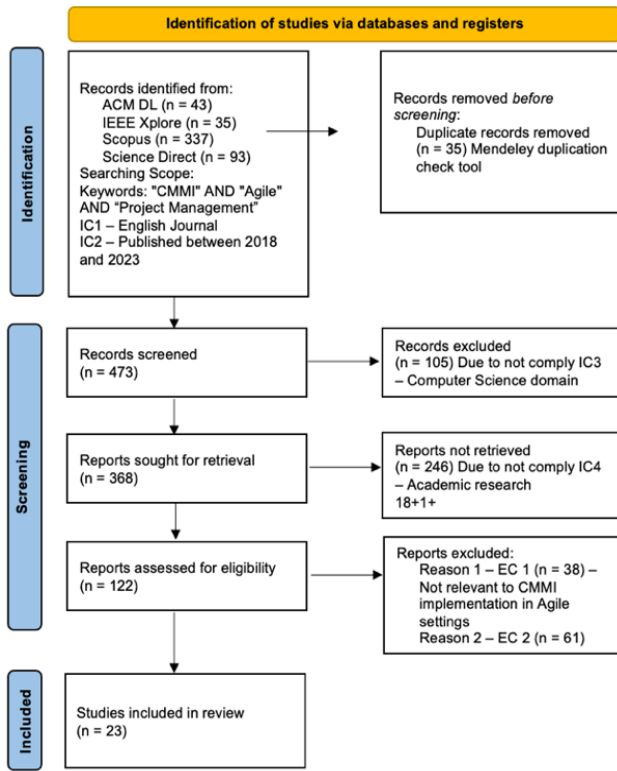 Identification of studies via databases and registers
Identification
Records identified from:
ACM DL (n = 43)
IEEE Xplore (n = 35)
Scopus (n = 337)
Science Direct (n = 93)
Searching Scope:
Keywords: "CMMI" AND "Agile"
AND "Project Management"
IC1 – English Journal
IC2 – Published between 2018
and 2023
Records removed before
screening:
Duplicate records removed
(n = 35) Mendeley duplication
check tool
Screening
Records screened
(n = 473)
Records excluded
(n = 105) Due to not comply IC3
– Computer Science domain
Reports sought for retrieval
(n = 368)
Reports not retrieved
(n = 246) Due to not comply IC4
– Academic research
18+1+
Reports assessed for eligibility
(n = 122)
Reports excluded:
Reason 1 – EC 1 (n = 38) –
Not relevant to CMMI
implementation in Agile
settings
Reason 2 – EC 2 (n = 61)
Included
Studies included in review
(n = 23)